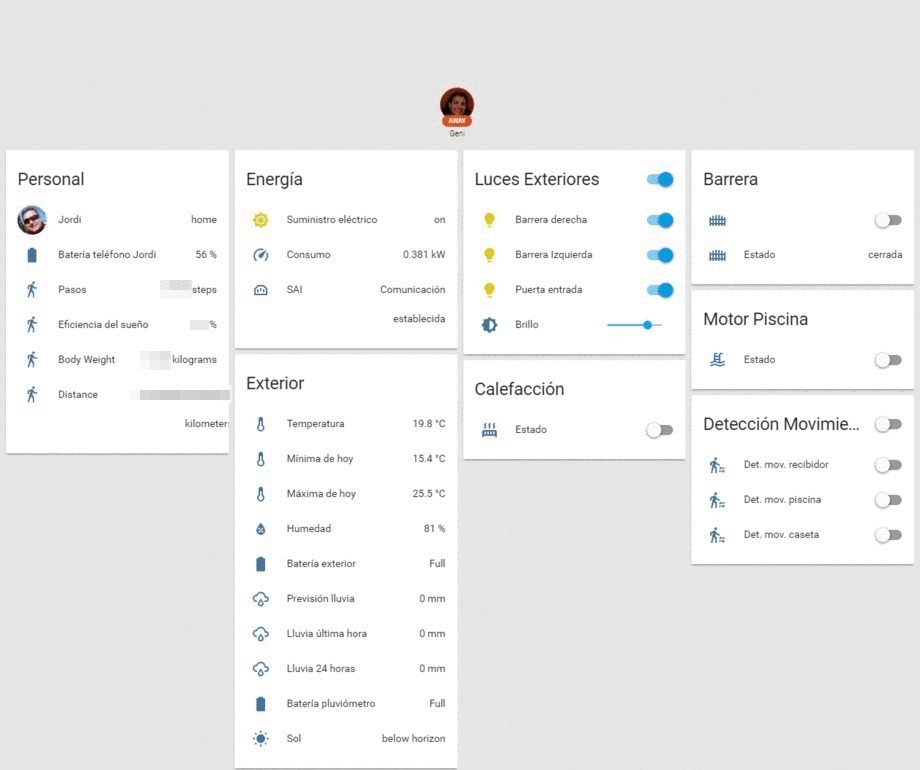 AWAY
Geni
Personal
Jordi home
Batería teléfono Jordi 56 %
Pasos steps
Eficiencia del sueño %
Body Weight kilograms
Distance
kilometers
Energía
Suministro eléctrico on
Consumo 0.381 kW
SAI Comunicación
establecida
Exterior
Temperatura 19.8 °C
Mínima de hoy 15.4 °C
Máxima de hoy 25.5 °C
Humedad 81 %
Batería exterior Full
Previsión lluvia 0 mm
Lluvia última hora 0 mm
Lluvia 24 horas 0 mm
Batería pluviómetro Full
Sol below horizon
Luces Exteriores
Barrera derecha
Barrera Izquierda
Puerta entrada
Brillo
Calefacción
Estado
Barrera
Estado cerrada
Motor Piscina
Estado
Detección Movimie...
Det. mov. recibidor
Det. mov. piscina
Det. mov. caseta